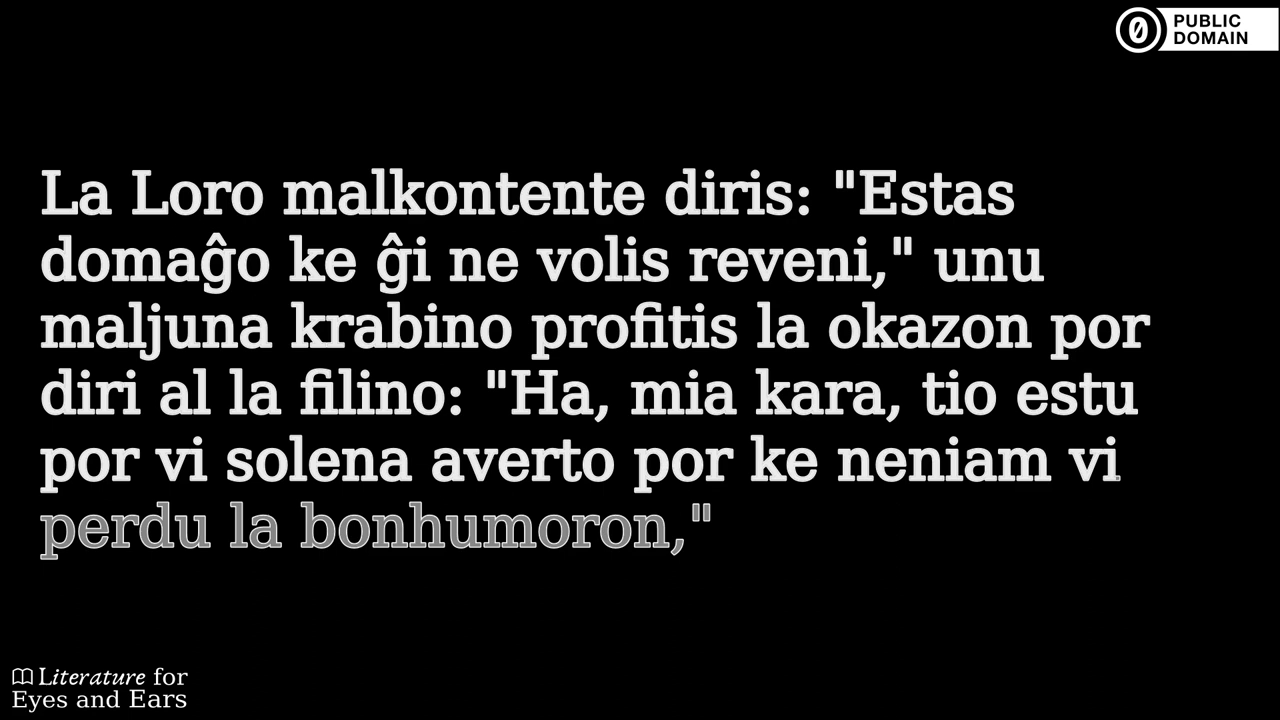 PUBLIC
DOMAIN
La Loro malkontente diris: "Estas
domaĝo ke ĝi ne volis reveni," unu
maljuna krabino profitis la okazon por
diri al la filino: "Ha, mia kara, tio estu
por vi solena averto por ke neniam vi
perdu la bonhumoron,"
Literature for
Eyes and Ears